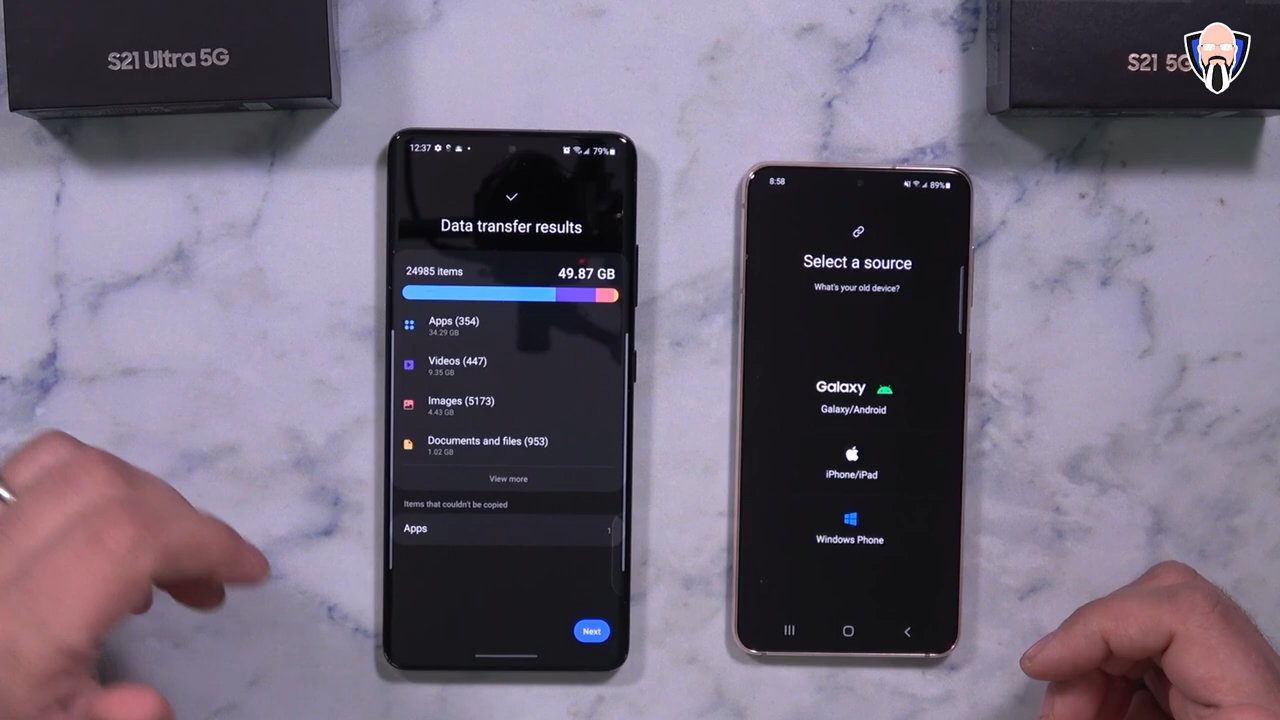 S21 Ultra 5G
S21 5G
12:37
79%
Data transfer results
24985 items
49.87 GB
Apps (354)
34.29 GB
Videos (447)
9.35 GB
Images (5173)
4.43 GB
Documents and files (953)
1.02 GB
View more
Items that couldn't be copied
Apps
1
Next
8:58
89%
Select a source
What's your old device?
Galaxy
Galaxy/Android
iPhone/iPad
Windows Phone